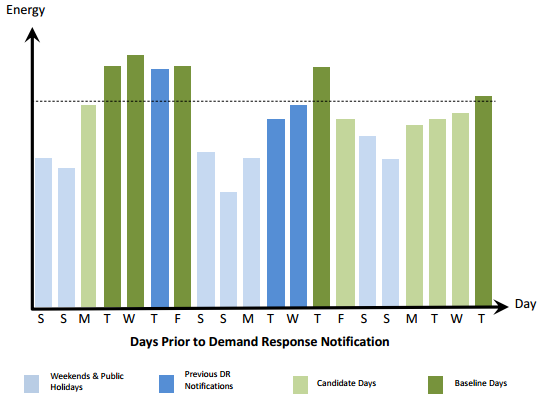 Energy
Day
S S M T W T F S S M T W T F S S M T W T
Days Prior to Demand Response Notification
Weekends & Public
Holidays
Previous DR
Notifications
Candidate Days
Baseline Days